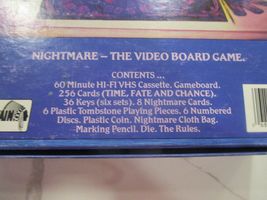 NIGHTMARE – THE VIDEO BOARD GAME.
CONTENTS ...
60 Minute HI-FI VHS Cassette. Gameboard.
256 Cards (TIME, FATE AND CHANCE).
36 Keys (six sets). 8 Nightmare Cards.
6 Plastic Tombstone Playing Pieces. 6 Numbered
Discs. Plastic Coin. Nightmare Cloth Bag.
Marking Pencil. Die. The Rules.